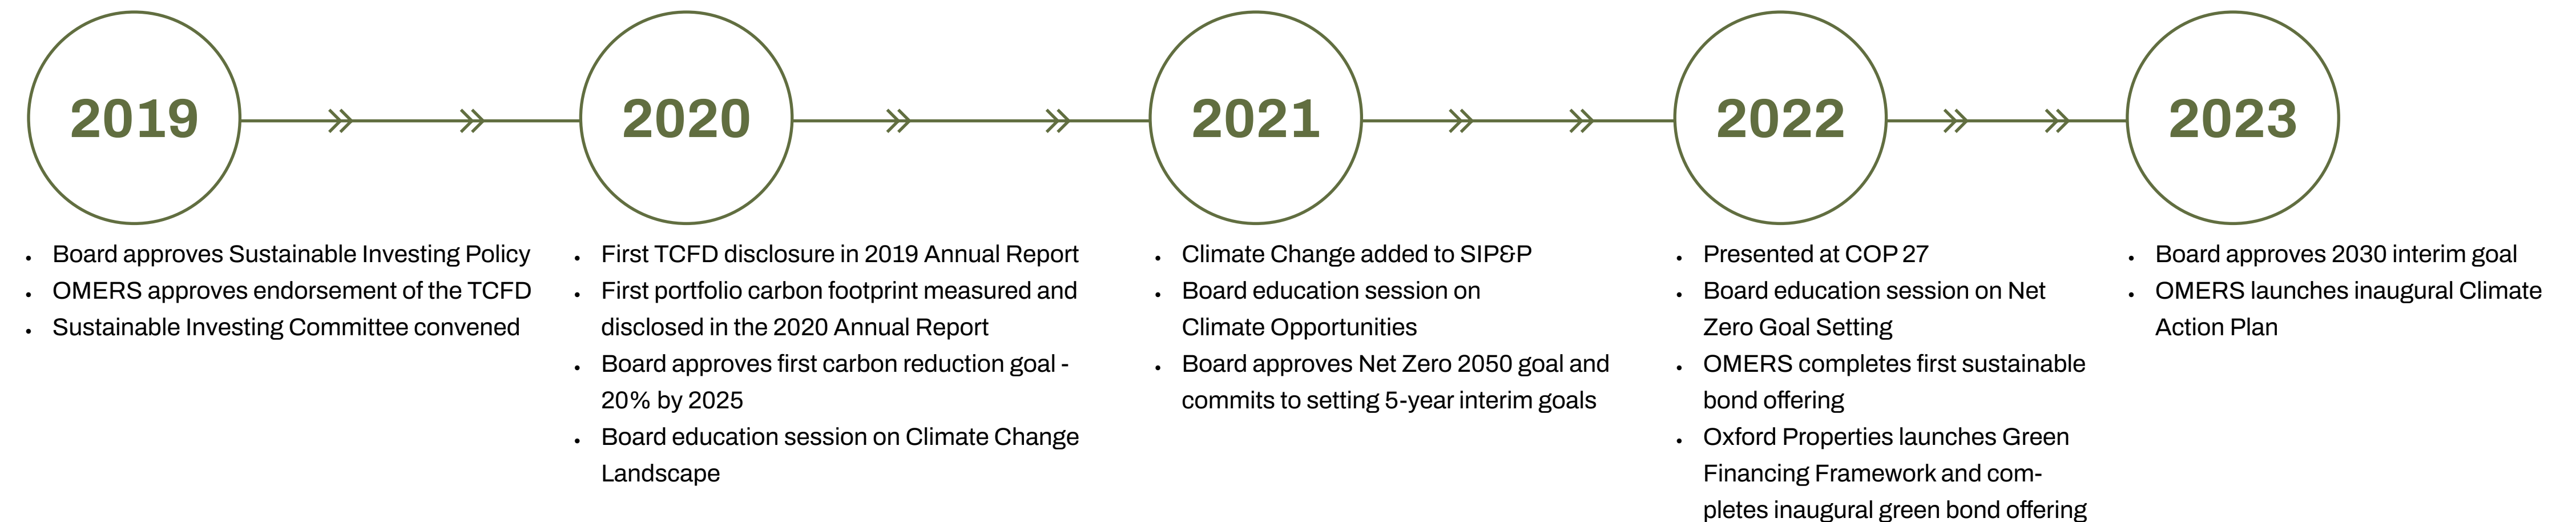 2019
2020
2021
2022
2023
• Board approves Sustainable Investing Policy
• OMERS approves endorsement of the TCFD
• Sustainable Investing Committee convened
• First TCFD disclosure in 2019 Annual Report
• First portfolio carbon footprint measured and
disclosed in the 2020 Annual Report
• Board approves first carbon reduction goal -
20% by 2025
• Board education session on Climate Change
Landscape
• Climate Change added to SIP&P
• Board education session on
Climate Opportunities
• Board approves Net Zero 2050 goal and
commits to setting 5-year interim goals
• Presented at COP 27
• Board education session on Net
Zero Goal Setting
• OMERS completes first sustainable
bond offering
• Oxford Properties launches Green
Financing Framework and com-
pletes inaugural green bond offering
• Board approves 2030 interim goal
• OMERS launches inaugural Climate
Action Plan